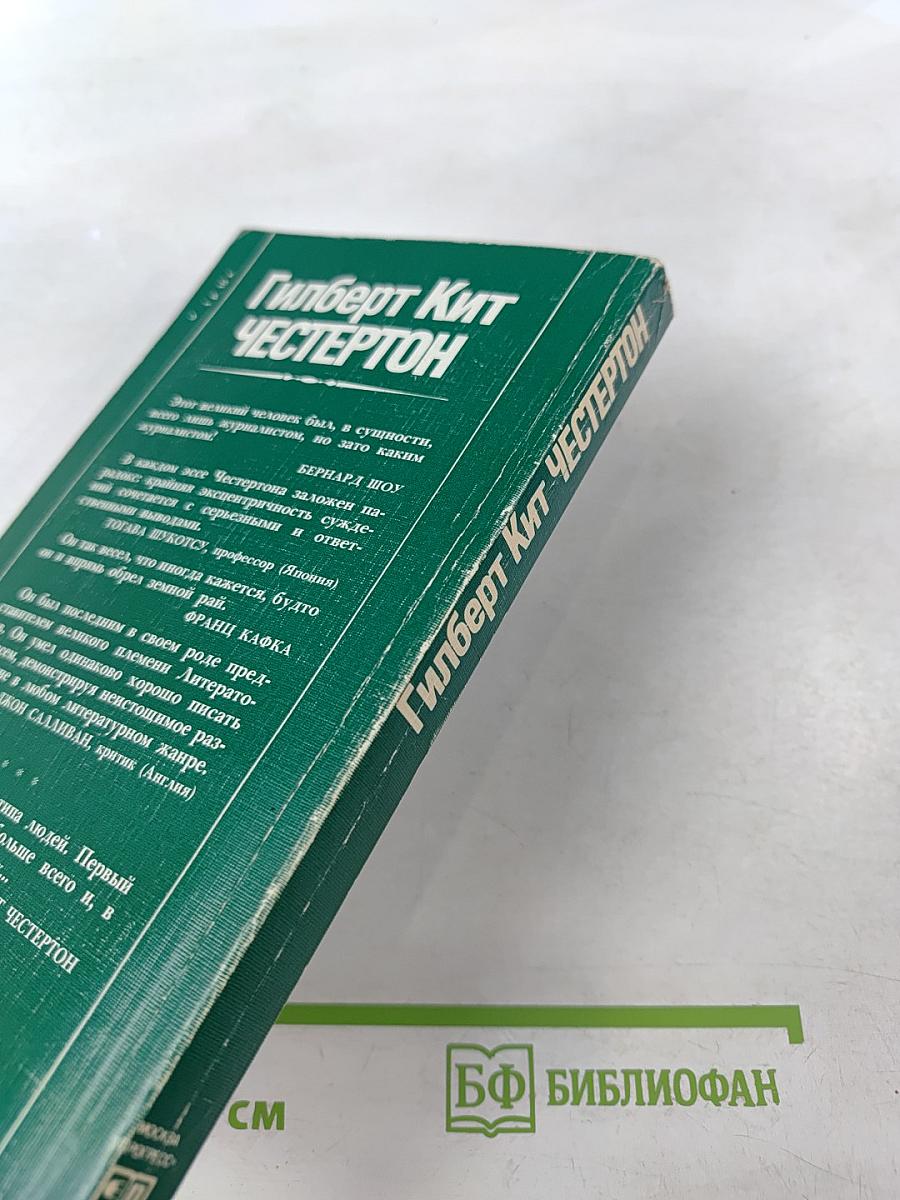 Гилберт Кит
ЧЕСТЕРТОН
Этот великий человек был, в сущности,
всего лишь журналистом, но зато каким
журналистом!
БЕРНАРД ШОУ
В каждом эссе Честертона заложен па-
радокс: крайняя эксцентричность сужде-
ний сочетается с серьезными и ответ-
ственными выводами.
ТОГАВА ШУКОТСУ, профессор (Япония)
Он так весел, что иногда кажется, будто
он и впрямь обрел земной рай.
ФРАНЦ КАФКА
Он был последним в своем роде пред-
ставителем великого племени Литерато-
Он умел одинаково хорошо писать
демонстрируя неистощимое раз-
в любом литературном жанре.
ДЖОН САЛЛИВАН, критик (Англия)
* * *
типа людей. Первый
больше всего и, в
ЧЕСТЕРТОН
Гилберт Кит ЧЕСТЕРТОН
МОСКВА
ПРОГРЕСС
СМ
БФ БИБЛИОФАН